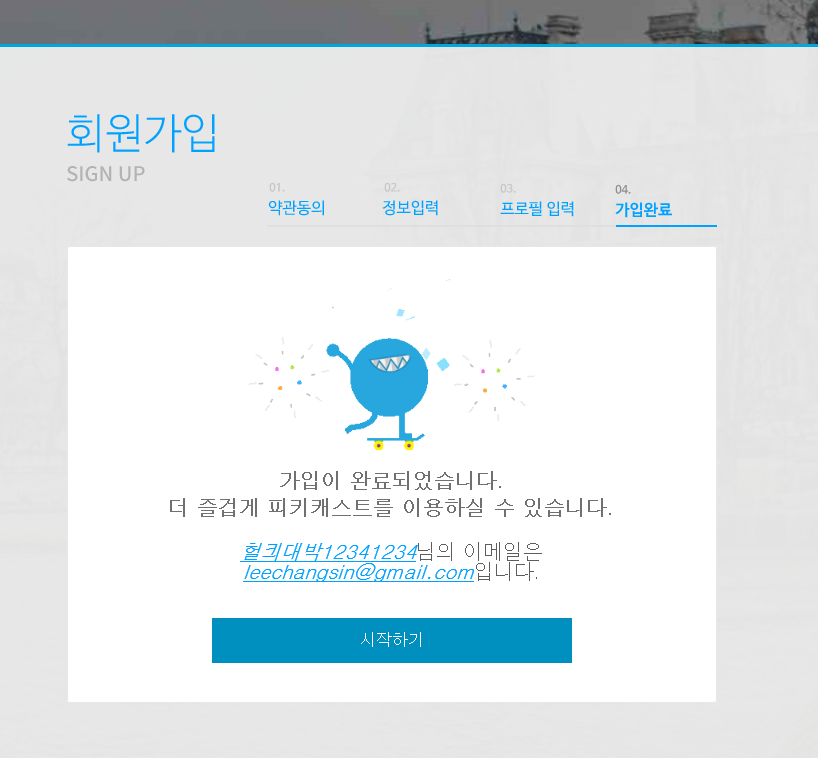 회원가입
SIGN UP
01.
약관동의
02.
정보입력
03.
프로필 입력
04.
가입완료
가입이 완료되었습니다.
더 즐겁게 피키캐스트를 이용하실 수 있습니다.
헐킈대박12341234님의 이메일은
leechangsin@gmail.com입니다.
시작하기